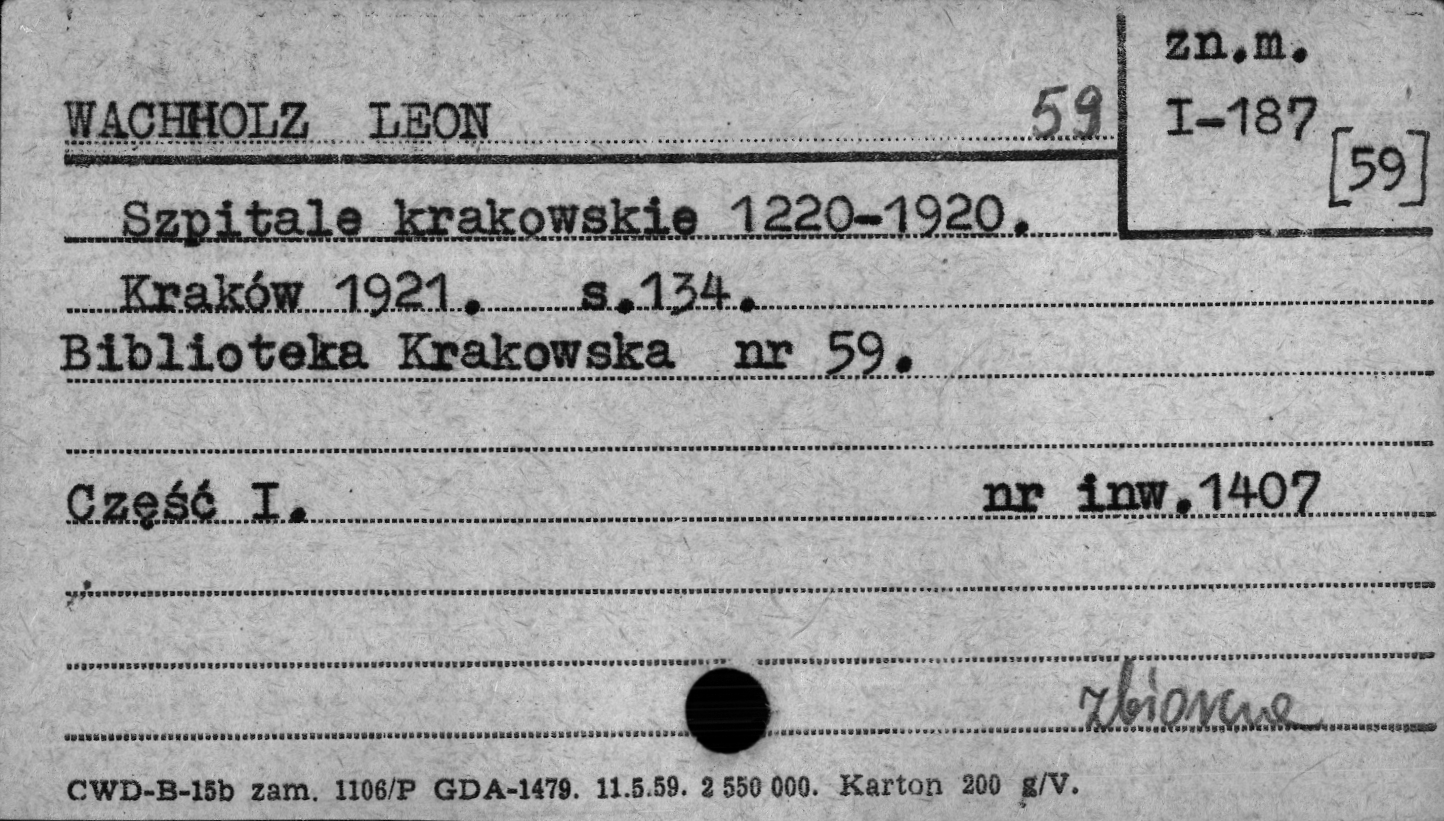 zn.m.
WACHHOLZ LEON 59
I-187
[59]
Szpitale krakowskie 1220-1920.
Kraków 1921. s.134.
Biblioteka Krakowska nr 59.
Część I. nr inw.1407
zbiorcze
CWD-B-15b zam. 1106/P GDA-1479. 11.5.59. 2 550 000. Karton 200 g/V.